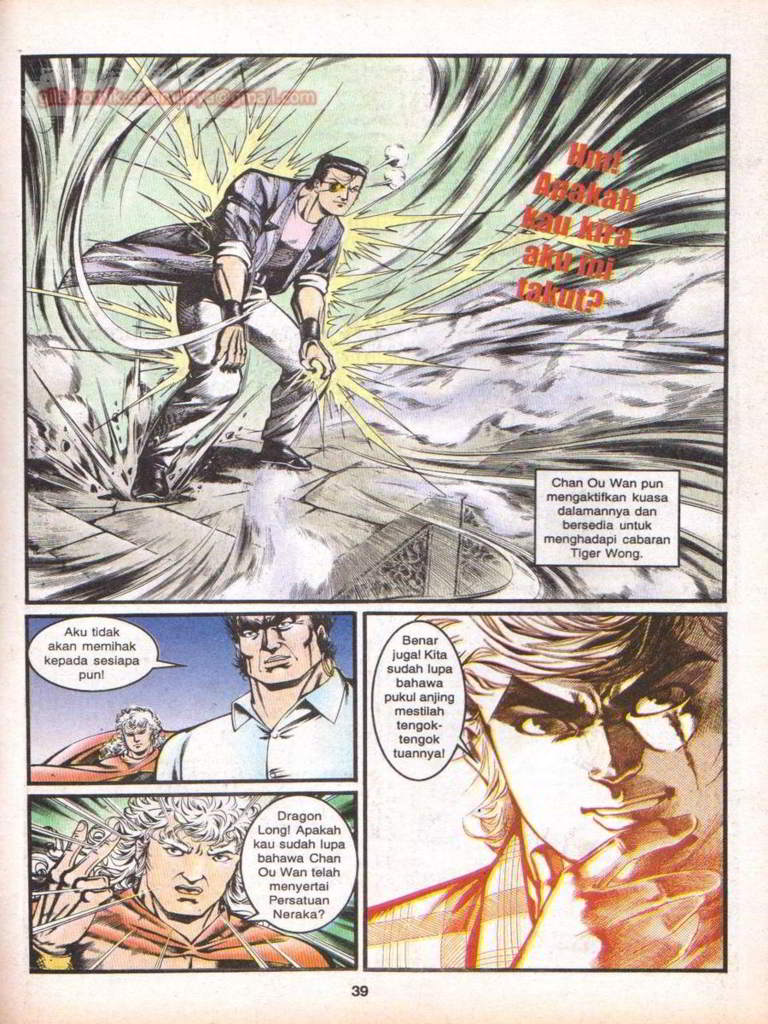 Hm!
Apakah
kau kira
aku ini
takut?
Chan Ou Wan pun
mengaktifkan kuasa
dalamannya dan
bersedia untuk
menghadapi cabaran
Tiger Wong.
Aku tidak
akan memihak
kepada sesiapa
pun!
Benar
juga! Kita
sudah lupa
bahawa
pukul anjing
mestilah
tengok-
tengok
tuannya!
Dragon
Long! Apakah
kau sudah lupa
bahawa Chan
Ou Wan telah
menyertai
Persatuan
Neraka?
39